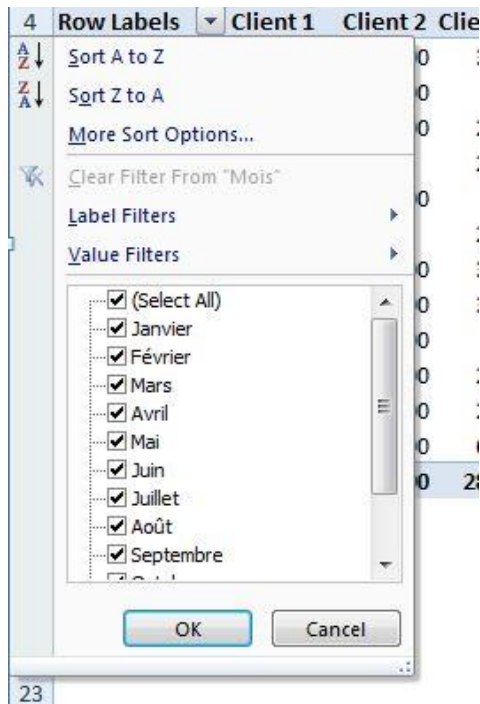 4 Row Labels Client 1 Client 2
Sort A to Z
Sort Z to A
More Sort Options...
Clear Filter From "Mois"
Label Filters
Value Filters
(Select All)
Janvier
Février
Mars
Avril
Mai
Juin
Juillet
Août
Septembre
OK Cancel
23